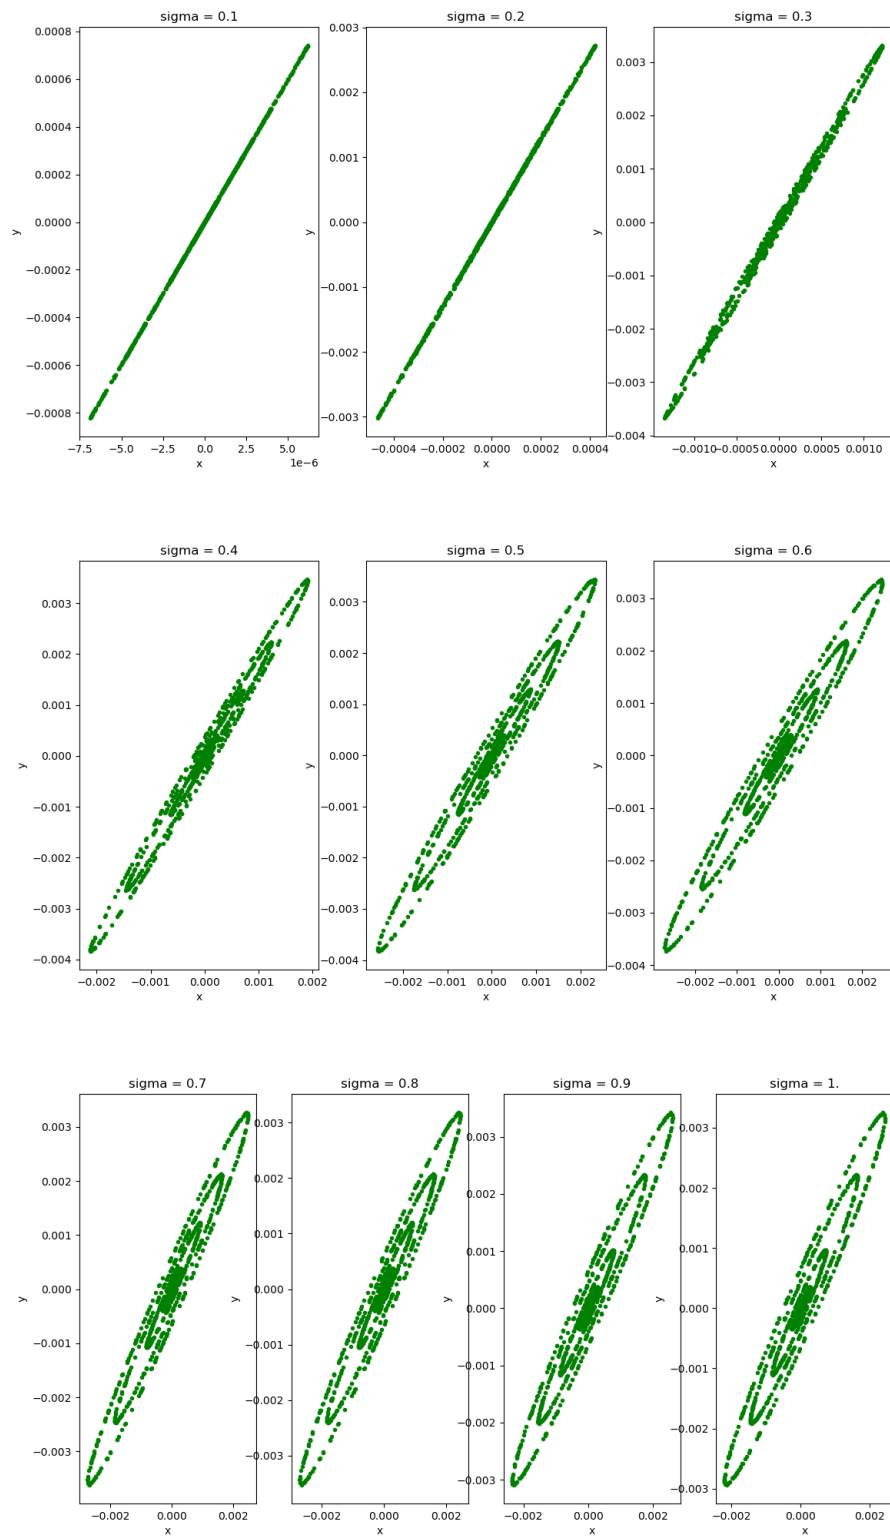 sigma = 0.1
0.0008
0.0006
0.0004
0.0002
0.0000
−0.0002
−0.0004
−0.0006
−0.0008
y
−7.5 −5.0 −2.5 0.0 2.5 5.0
1e−6
x
sigma = 0.2
0.003
0.002
0.001
0.000
−0.001
−0.002
−0.003
y
−0.0004 −0.0002 0.0000 0.0002 0.0004
x
sigma = 0.3
0.003
0.002
0.001
0.000
−0.001
−0.002
−0.003
−0.004
y
−0.0010 −0.0005 0.0000 0.0005 0.0010
x
sigma = 0.4
0.003
0.002
0.001
0.000
−0.001
−0.002
−0.003
−0.004
y
−0.002 −0.001 0.000 0.001 0.002
x
sigma = 0.5
0.003
0.002
0.001
0.000
−0.001
−0.002
−0.003
−0.004
y
−0.002 −0.001 0.000 0.001 0.002
x
sigma = 0.6
0.003
0.002
0.001
0.000
−0.001
−0.002
−0.003
−0.004
y
−0.002 −0.001 0.000 0.001 0.002
x
sigma = 0.7
0.003
0.002
0.001
0.000
−0.001
−0.002
−0.003
y
−0.002 0.000 0.002
x
sigma = 0.8
0.003
0.002
0.001
0.000
−0.001
−0.002
−0.003
y
−0.002 0.000 0.002
x
sigma = 0.9
0.003
0.002
0.001
0.000
−0.001
−0.002
−0.003
y
−0.002 0.000 0.002
x
sigma = 1.
0.003
0.002
0.001
0.000
−0.001
−0.002
−0.003
y
−0.002 0.000 0.002
x